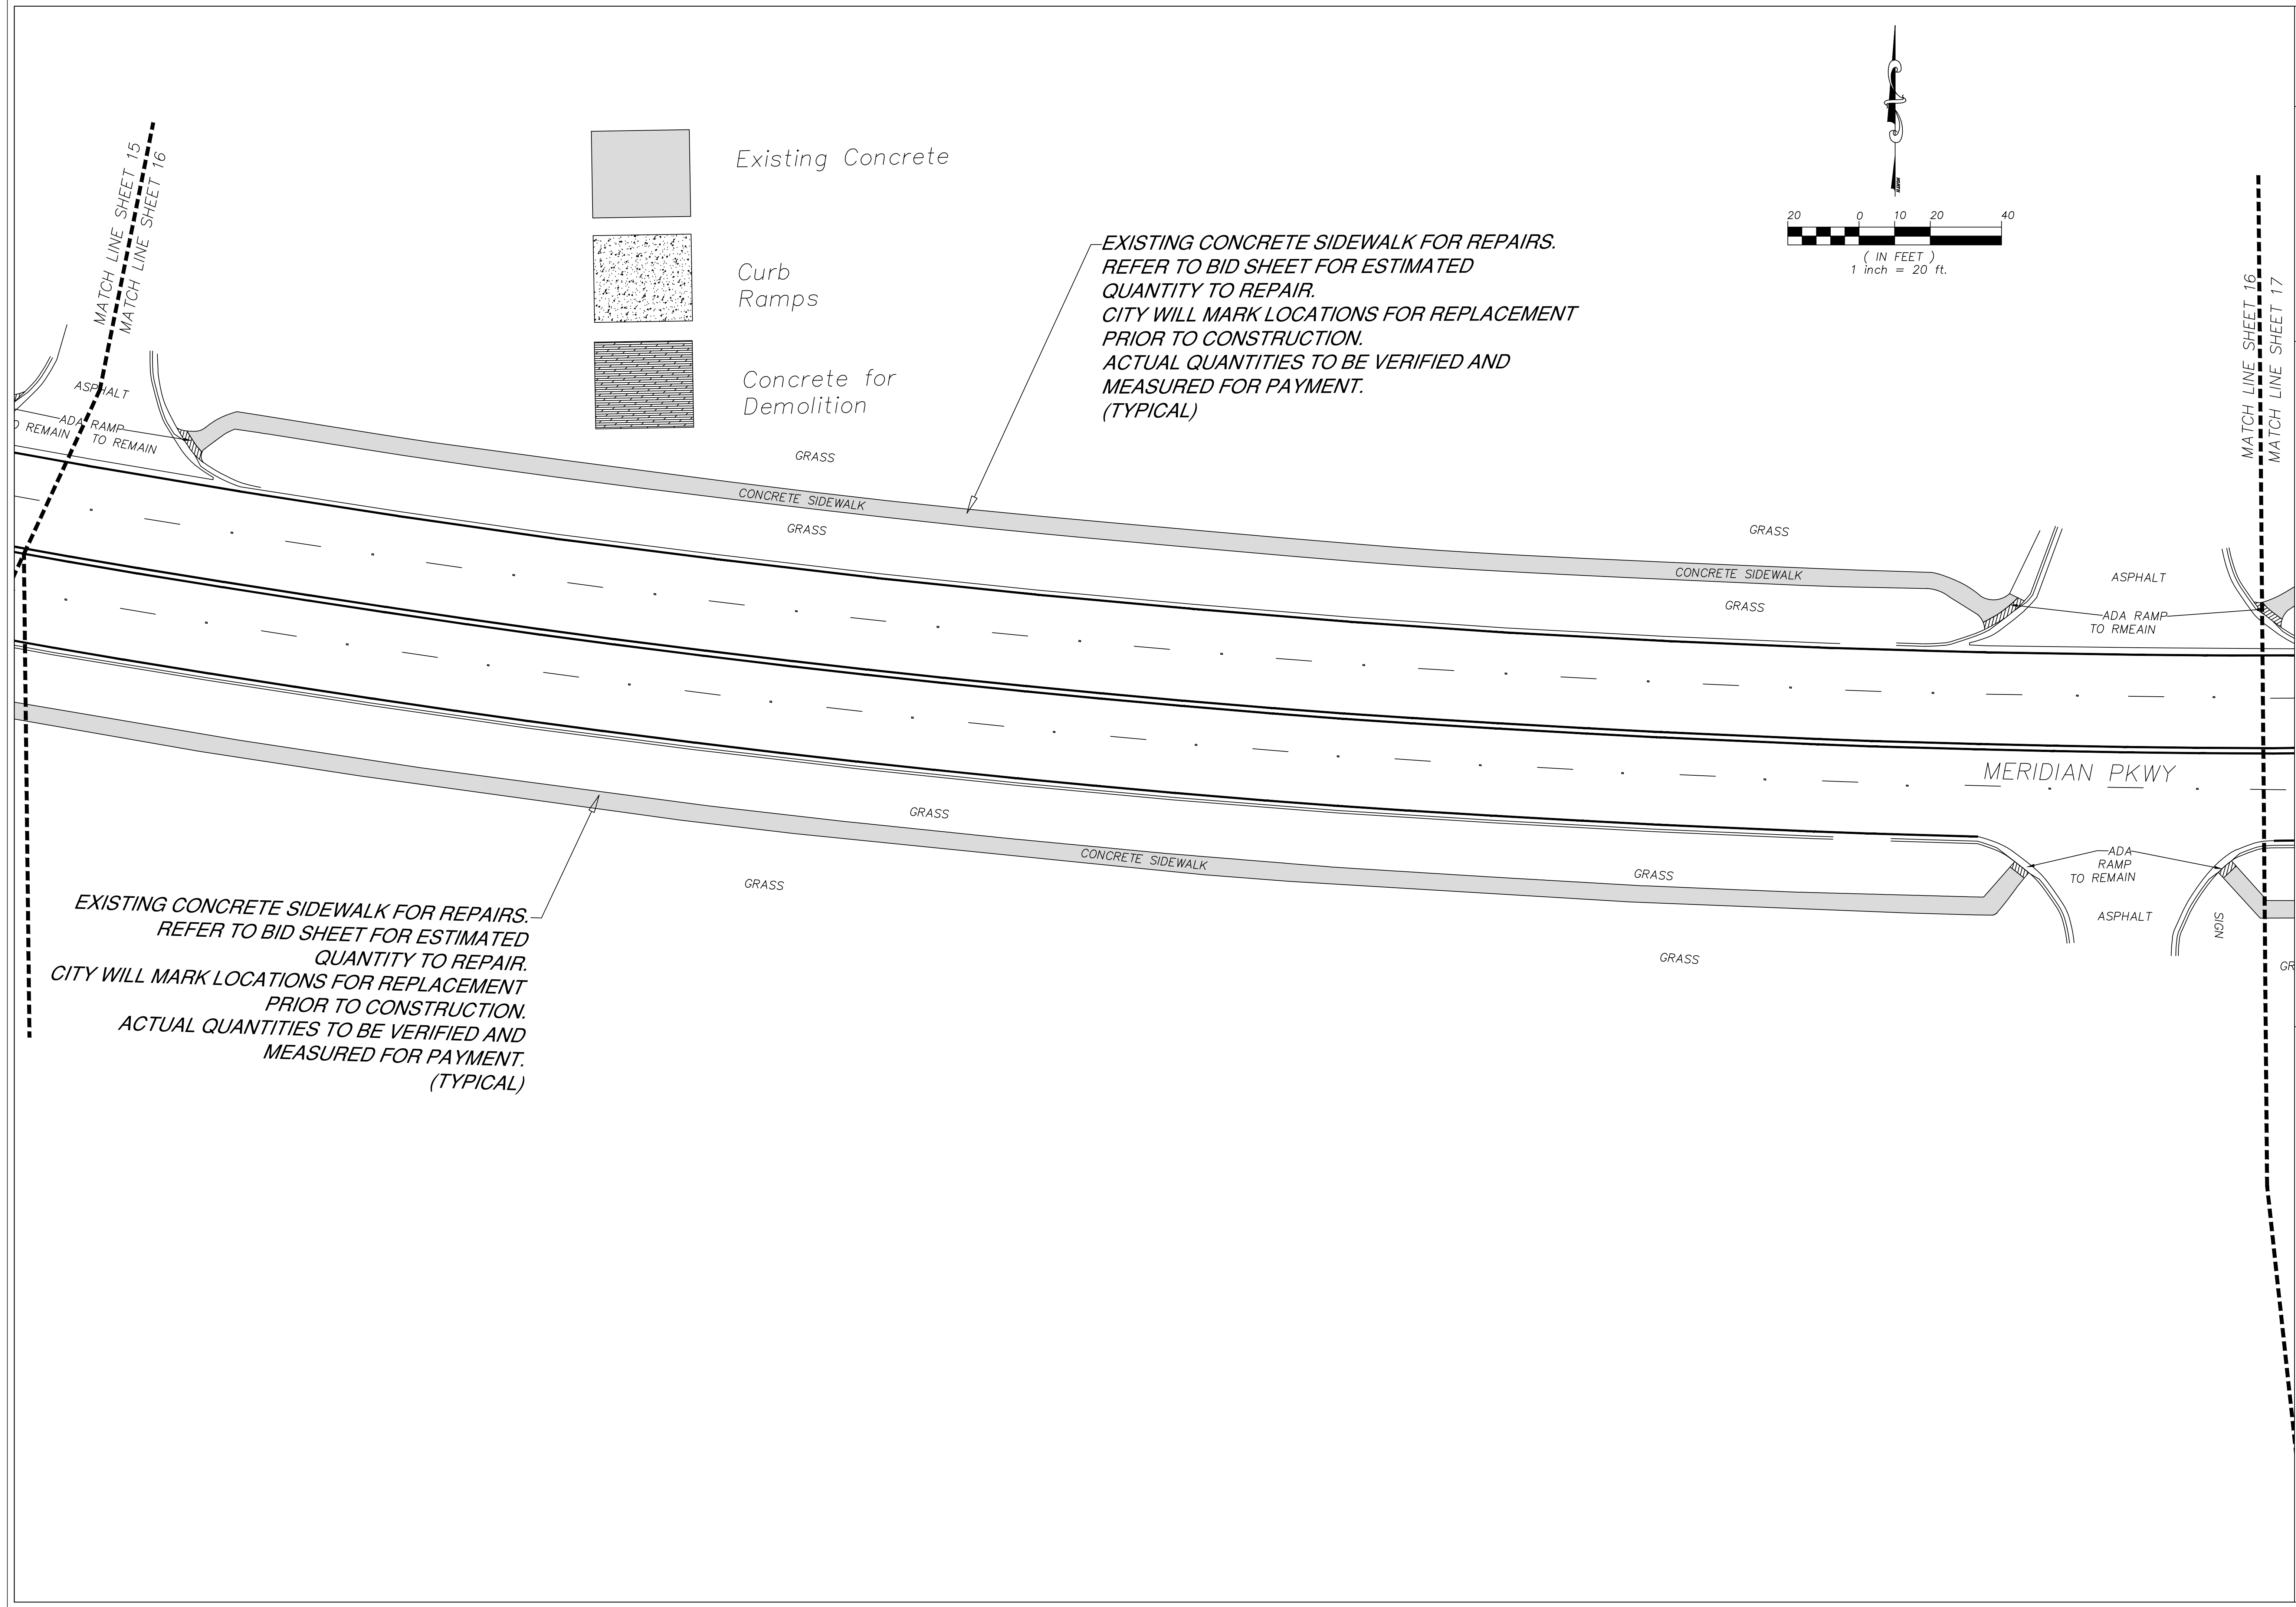 MATCH LINE SHEET 15
MATCH LINE SHEET 16
Existing Concrete
Curb
Ramps
Concrete for
Demolition
EXISTING CONCRETE SIDEWALK FOR REPAIRS.
REFER TO BID SHEET FOR ESTIMATED
QUANTITY TO REPAIR.
CITY WILL MARK LOCATIONS FOR REPLACEMENT
PRIOR TO CONSTRUCTION.
ACTUAL QUANTITIES TO BE VERIFIED AND
MEASURED FOR PAYMENT.
(TYPICAL)
20 0 10 20 40
( IN FEET )
1 inch = 20 ft.
MATCH LINE SHEET 16
MATCH LINE SHEET 17
ASPHALT
ADA RAMP
TO REMAIN
O REMAIN
GRASS
CONCRETE SIDEWALK
GRASS
GRASS
CONCRETE SIDEWALK
GRASS
ASPHALT
ADA RAMP
TO RMEAIN
MERIDIAN PKWY
GRASS
CONCRETE SIDEWALK
GRASS
GRASS
ADA
RAMP
TO REMAIN
ASPHALT
SIGN
GRASS
GR
EXISTING CONCRETE SIDEWALK FOR REPAIRS.
REFER TO BID SHEET FOR ESTIMATED
QUANTITY TO REPAIR.
CITY WILL MARK LOCATIONS FOR REPLACEMENT
PRIOR TO CONSTRUCTION.
ACTUAL QUANTITIES TO BE VERIFIED AND
MEASURED FOR PAYMENT.
(TYPICAL)